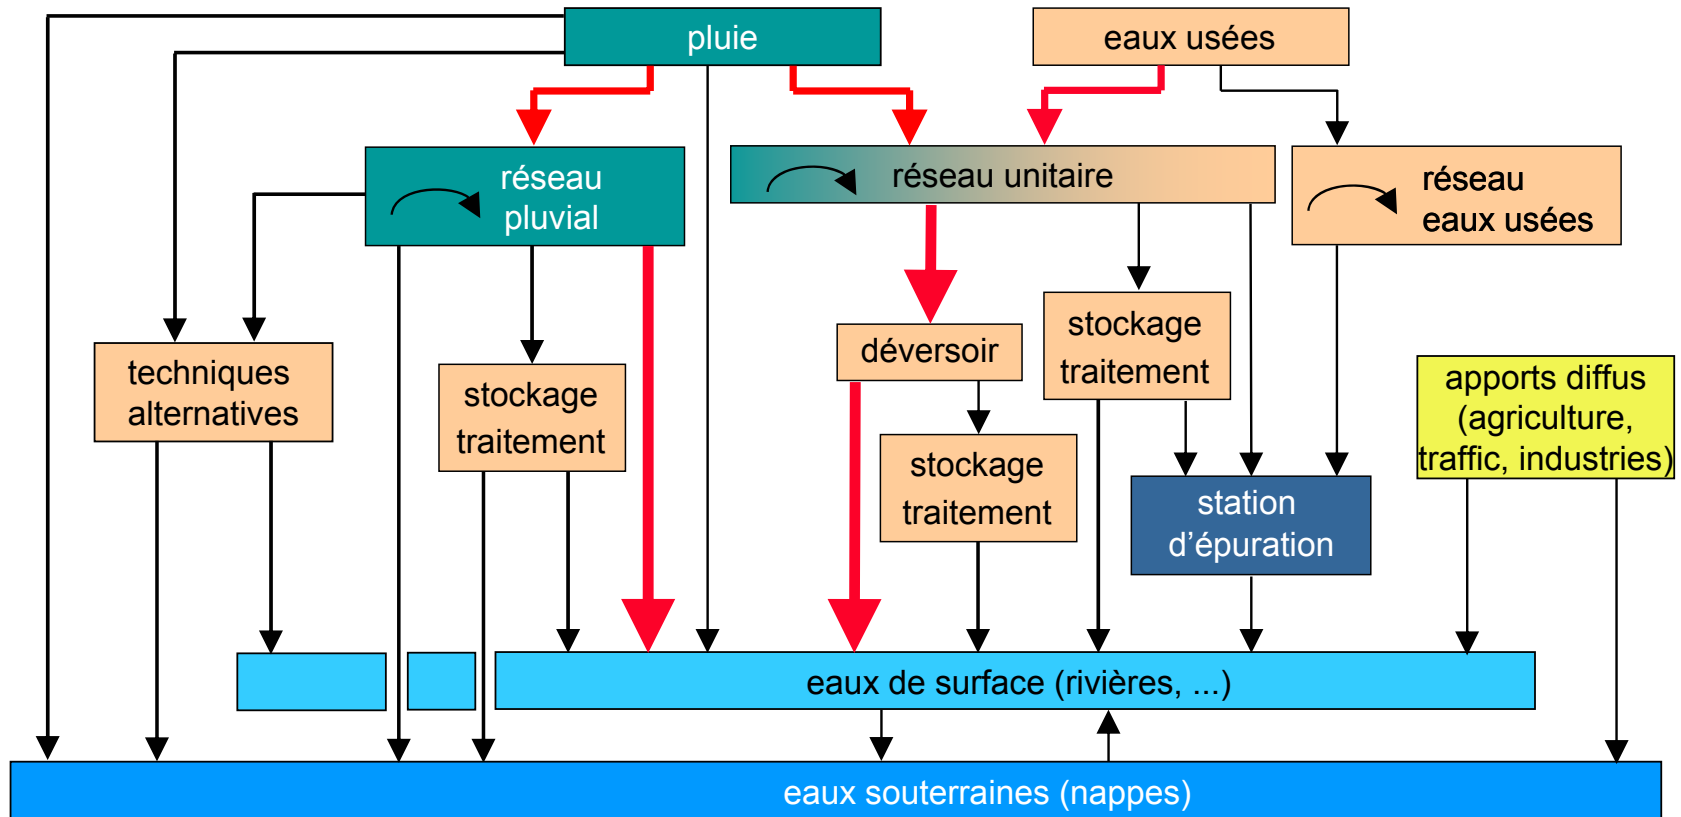 pluie
eaux usées
réseau
pluvial
réseau unitaire
réseau
eaux usées
techniques
alternatives
stockage
traitement
déversoir
stockage
traitement
stockage
traitement
station
d’épuration
apports diffus
(agriculture,
traffic, industries)
eaux de surface (rivières, ...)
eaux souterraines (nappes)